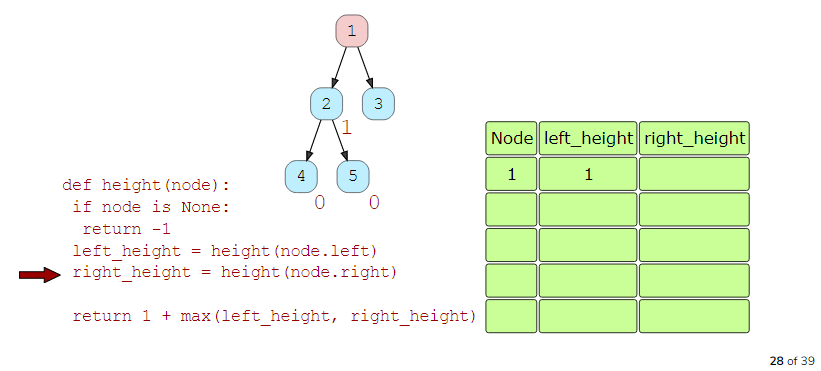 1
2
3
1
4
5
0
0
def height(node):
if node is None:
return -1
left_height = height(node.left)
right_height = height(node.right)
return 1 + max(left_height, right_height)
Node left_height right_height
1 1
28 of 39